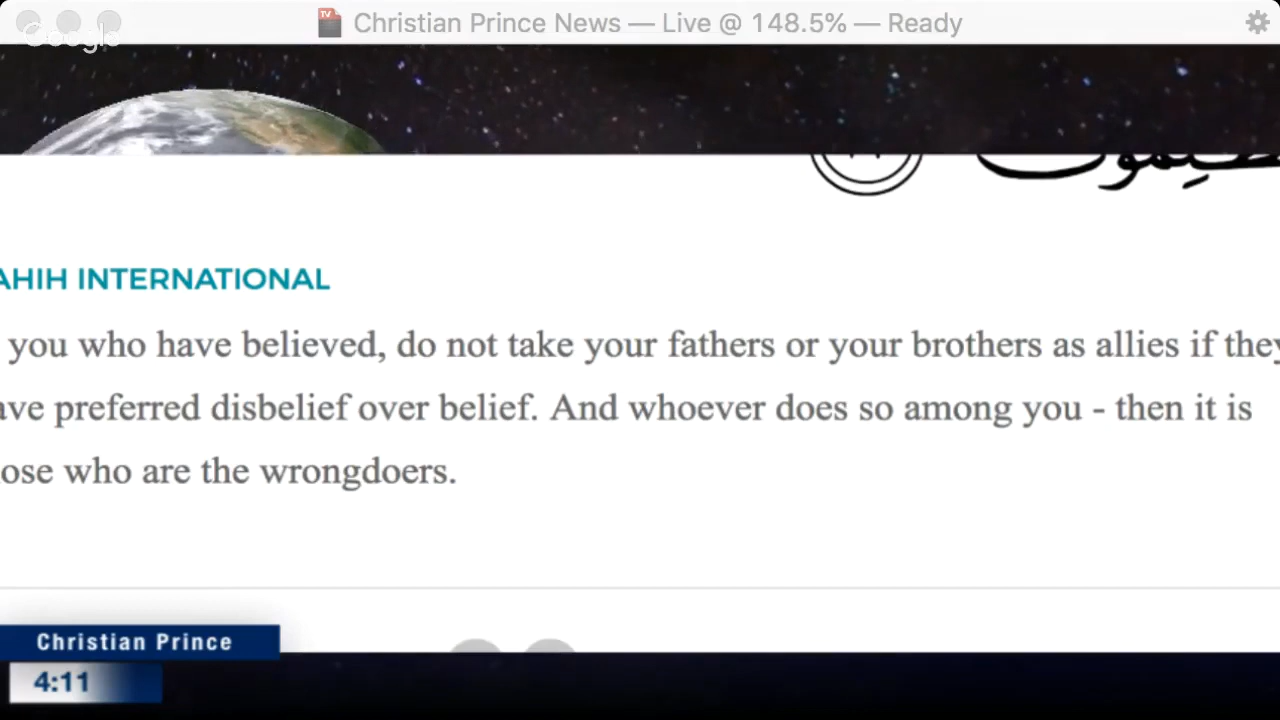 Christian Prince News — Live @ 148.5% — Ready
AHIH INTERNATIONAL
you who have believed, do not take your fathers or your brothers as allies if they
ave preferred disbelief over belief. And whoever does so among you - then it is
ose who are the wrongdoers.
Christian Prince
4:11